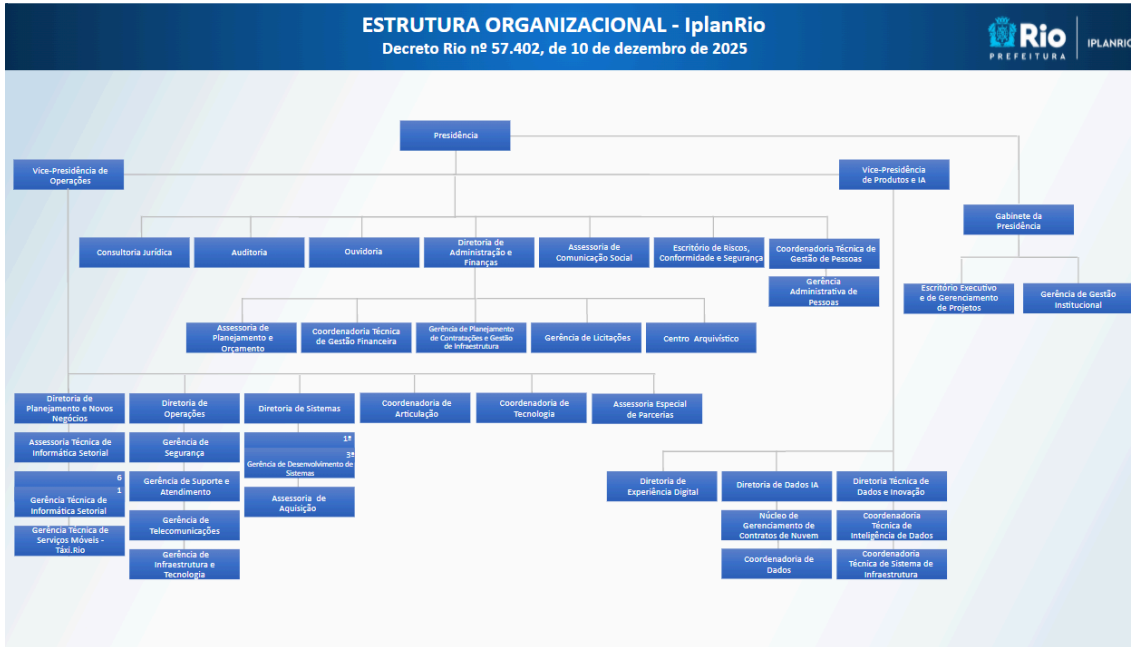 ESTRUTURA ORGANIZACIONAL - IplanRio
Decreto Rio nº 57.402, de 10 de dezembro de 2025
Rio
PREFEITURA
IPLANRIO
Presidência
Vice-Presidência de
Operações
Vice-Presidência
de Produtos e IA
Gabinete da
Presidência
Consultoria Jurídica
Auditoria
Ouvidoria
Diretoria de
Administração e
Finanças
Assessoria de
Comunicação Social
Escritório de Riscos,
Conformidade e Segurança
Coordenadoria Técnica de
Gestão de Pessoas
Gerência
Administrativa de
Pessoas
Escritório Executivo
e de Gerenciamento
de Projetos
Gerência de Gestão
Institucional
Assessoria de
Planejamento e
Orçamento
Coordenadoria Técnica
de Gestão Financeira
Gerência de Planejamento
de Contratações e Gestão
de Infraestrutura
Gerência de Licitações
Centro Arquivístico
Diretoria de
Planejamento e Novos
Negócios
Diretoria de
Operações
Diretoria de Sistemas
Coordenadoria de
Articulação
Coordenadoria de
Tecnologia
Assessoria Especial
de Parcerias
Assessoria Técnica de
Informática Setorial
Gerência de
Segurança
1ª
3ª
Gerência de Desenvolvimento de
Sistemas
6
1
Gerência Técnica de
Informática Setorial
Gerência de Suporte e
Atendimento
Assessoria de
Aquisição
Gerência Técnica de
Serviços Móveis -
Táxi.Rio
Gerência de
Telecomunicações
Gerência de
Infraestrutura e
Tecnologia
Diretoria de
Experiência Digital
Diretoria de Dados IA
Diretoria Técnica de
Dados e Inovação
Núcleo de
Gerenciamento de
Contratos de Nuvem
Coordenadoria
Técnica de
Inteligência de Dados
Coordenadoria de
Dados
Coordenadoria
Técnica de Sistema de
Infraestrutura